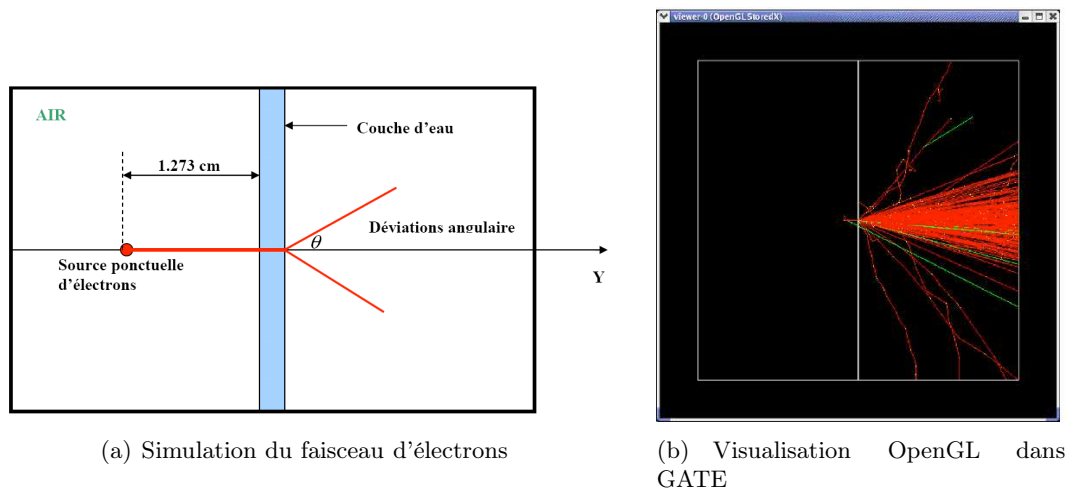 AIR
1.273 cm
Couche d'eau
Déviations angulaire
θ
Source ponctuelle
d'électrons
Y
(a) Simulation du faisceau d'électrons
viewer-0 (OpenGLStoredX)
(b) Visualisation OpenGL dans
GATE